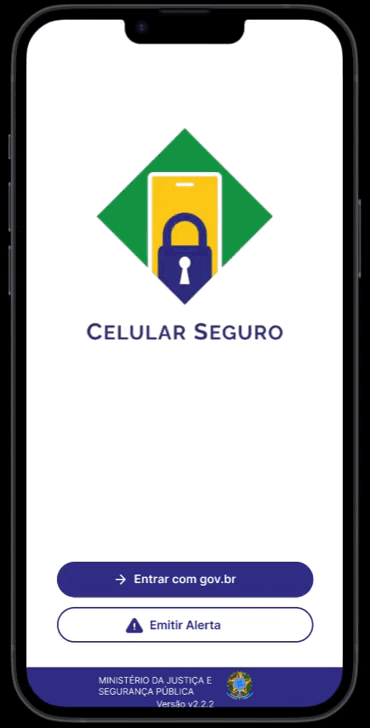 CELULAR SEGURO
Entrar com gov.br
Emitir Alerta
MINISTÉRIO DA JUSTIÇA E
SEGURANÇA PÚBLICA
Versão v2.2.2